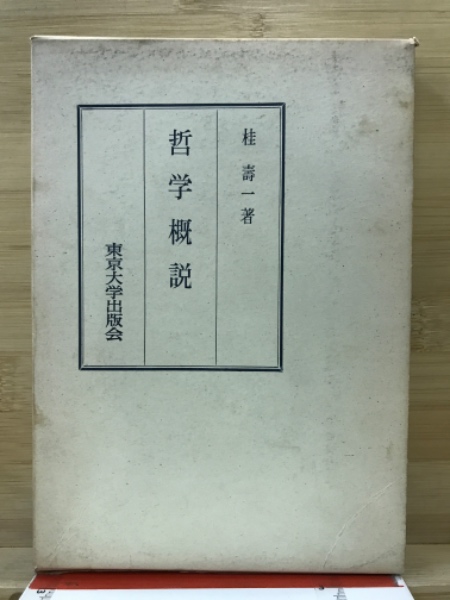 桂 壽一 著
哲学概説
東京大学出版会